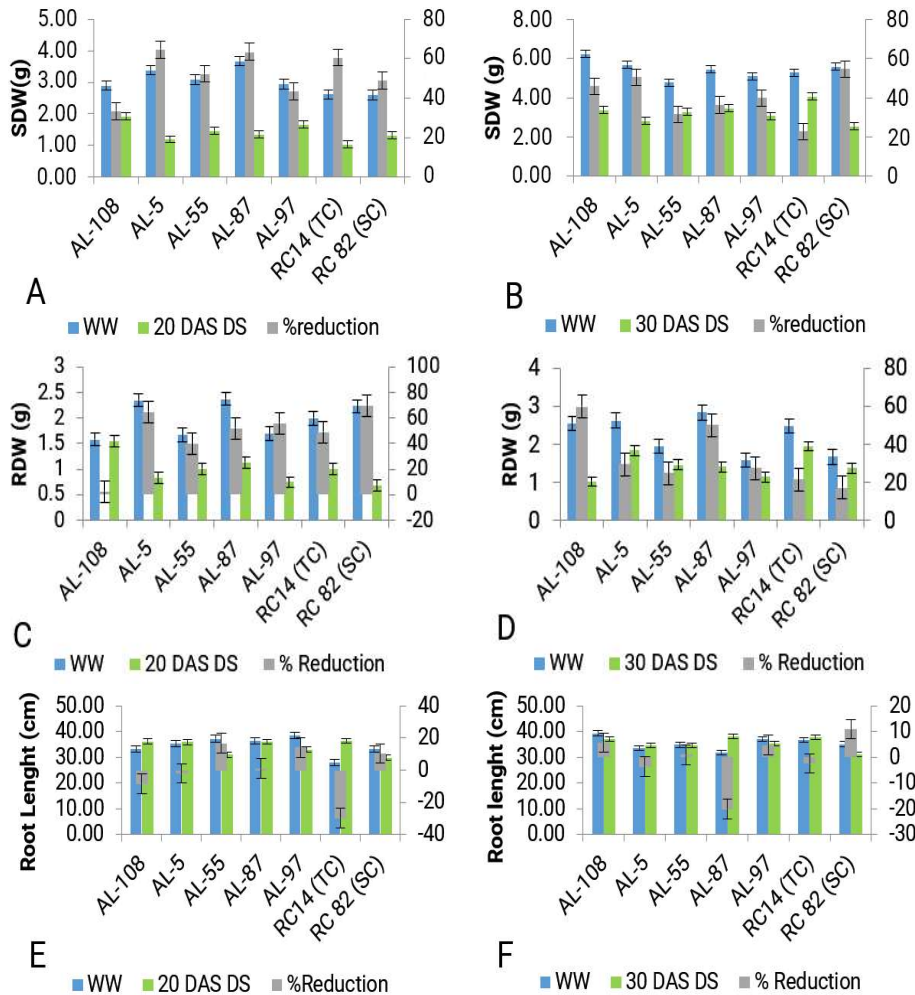 SDW(g)
5.00
4.00
3.00
2.00
1.00
0.00
80
60
40
20
0
AL-108
AL-5
AL-55
AL-87
AL-97
RC14 (TC)
RC 82 (SC)
A
WW
20 DAS DS
%reduction
SDW (g)
8.00
6.00
4.00
2.00
0.00
80
60
40
20
0
AL-108
AL-5
AL-55
AL-87
AL-97
RC14 (TC)
RC 82 (SC)
B
WW
30 DAS DS
%reduction
RDW (g)
3
2.5
2
1.5
1
0.5
0
100
80
60
40
20
0
-20
AL-108
AL-5
AL-55
AL-87
AL-97
RC14 (TC)
RC 82 (SC)
C
WW
20 DAS DS
% Reduction
RDW (g)
4
3
2
1
0
80
60
40
20
0
AL-108
AL-5
AL-55
AL-87
AL-97
RC14 (TC)
RC 82 (SC)
D
WW
30 DAS DS
% Reduction
Root Lenght (cm)
50.00
40.00
30.00
20.00
10.00
0.00
40
20
0
-20
-40
AL-108
AL-5
AL-55
AL-87
AL-97
RC14 (TC)
RC 82 (SC)
E
WW
20 DAS DS
%Reduction
Root lenght (cm)
50.00
40.00
30.00
20.00
10.00
0.00
20
10
0
-10
-20
-30
AL-108
AL-5
AL-55
AL-87
AL-97
RC14 (TC)
RC 82 (SC)
F
WW
30 DAS DS
% Reduction